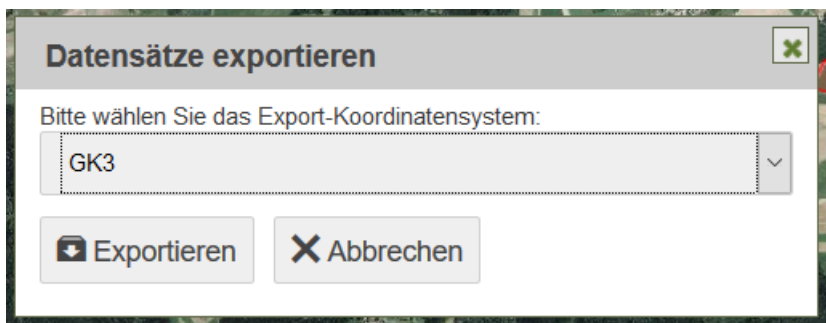 Datensätze exportieren
Bitte wählen Sie das Export-Koordinatensystem:
GK3
Exportieren Abbrechen